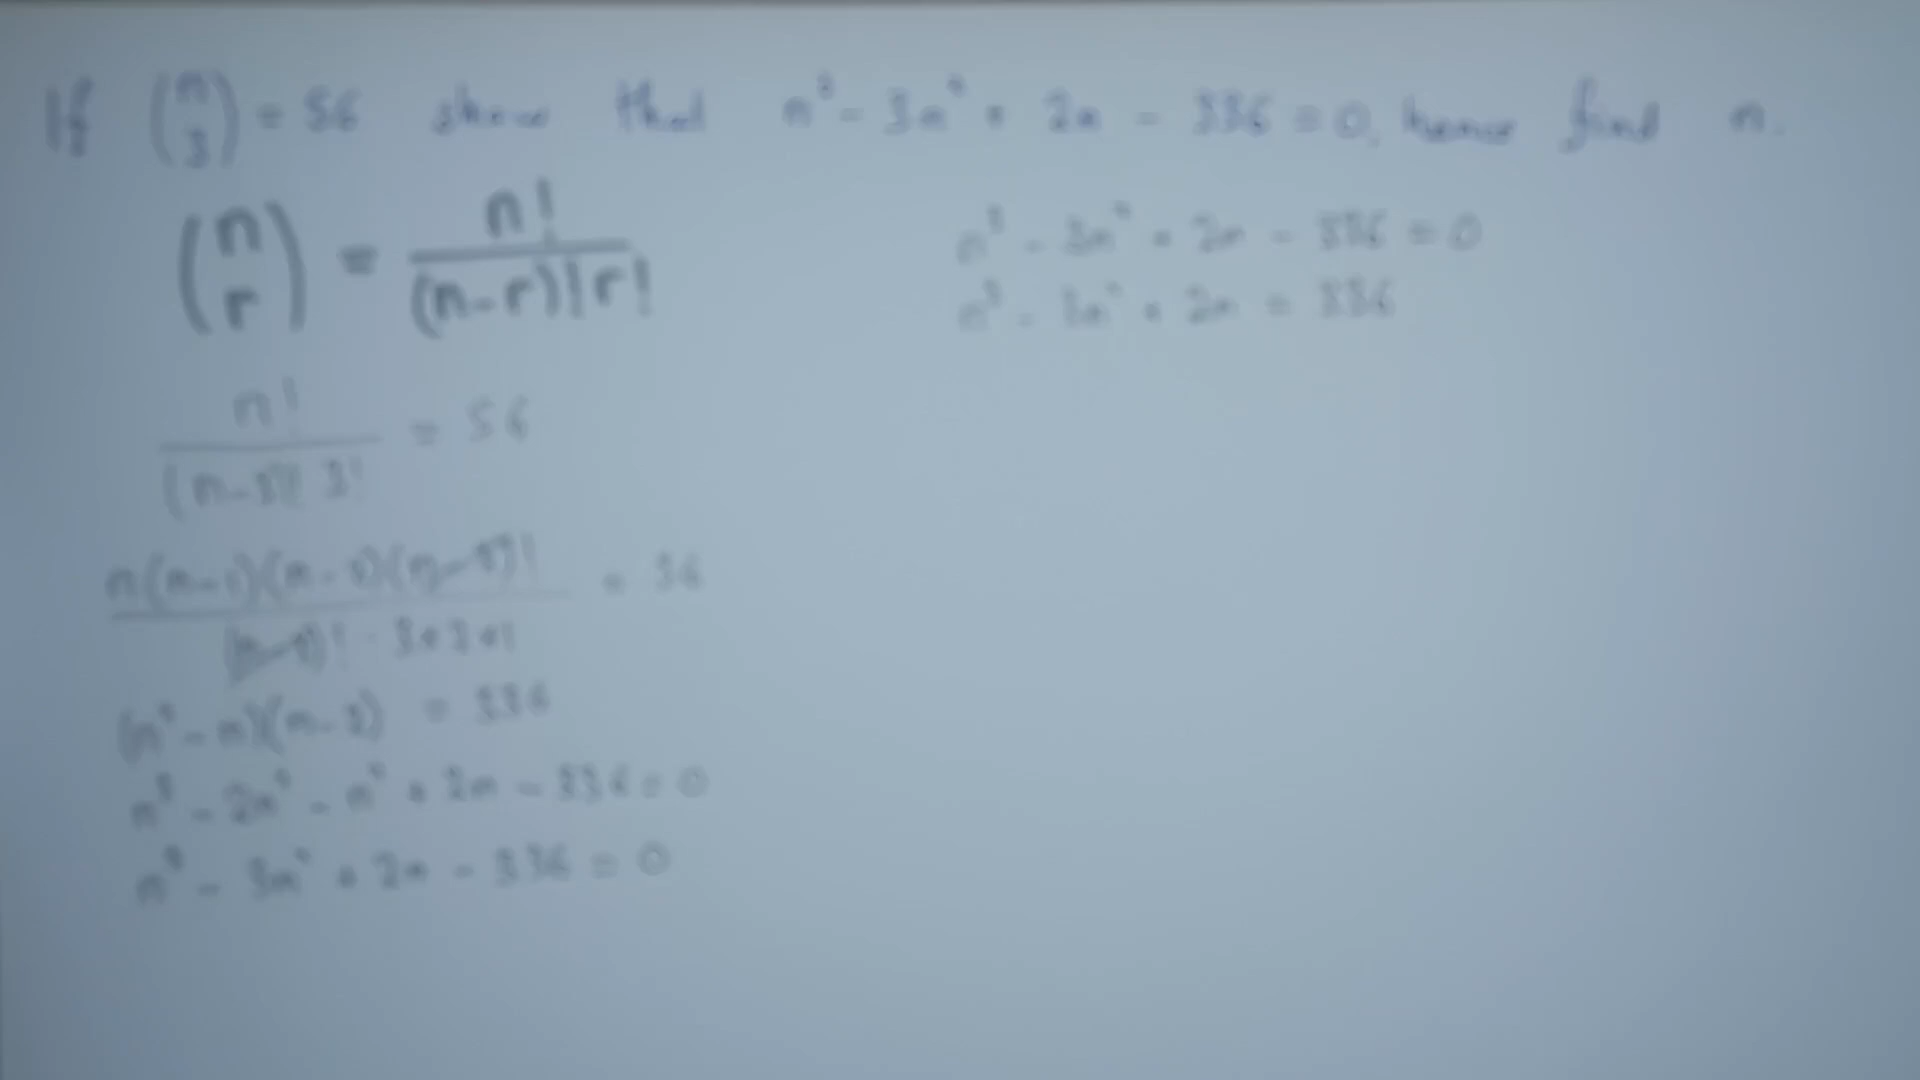 If (n 3) = 56 show that n³ - 3n² + 2n - 336 = 0, hence find n.
(n r) = n! / (n-r)! r!
n! / (n-3)! 3! = 56
n(n-1)(n-2)(n-3)! / (n-3)! · 3*2*1 = 56
(n² - n)(n-2) = 336
n³ - 2n² - n² + 2n - 336 = 0
n³ - 3n² + 2n - 336 = 0
n³ - 3n² + 2n - 336 = 0
n³ - 3n² + 2n = 336